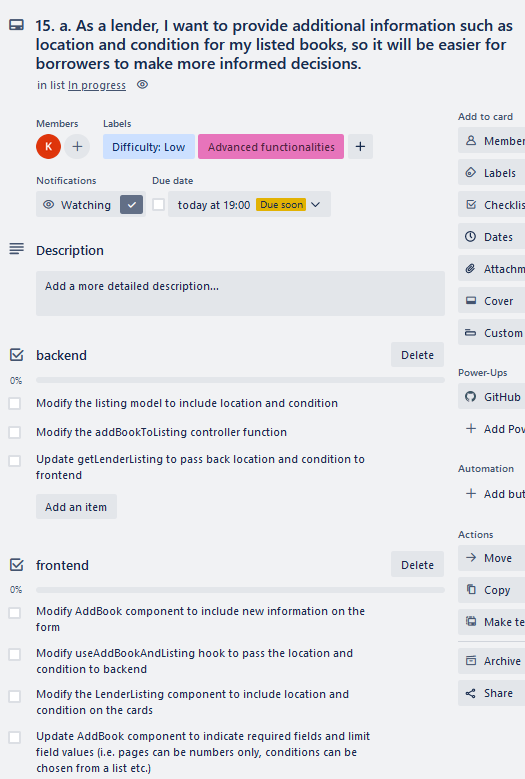 15. a. As a lender, I want to provide additional information such as
location and condition for my listed books, so it will be easier for
borrowers to make more informed decisions.
in list In progress
Members
Labels
K
Difficulty: Low
Advanced functionalities
Notifications
Due date
Watching
today at 19:00
Due soon
Description
Add a more detailed description...
backend
Delete
0%
Modify the listing model to include location and condition
Modify the addBookToListing controller function
Update getLenderListing to pass back location and condition to
frontend
Add an item
frontend
Delete
0%
Modify AddBook component to include new information on the
form
Modify useAddBookAndListing hook to pass the location and
condition to backend
Modify the LenderListing component to include location and
condition on the cards
Update AddBook component to indicate required fields and limit
field values (i.e. pages can be numbers only, conditions can be
chosen from a list etc.)
Add to card
Member
Labels
Checklis
Dates
Attachm
Cover
Custom
Power-Ups
GitHub
Add Pov
Automation
Add but
Actions
Move
Copy
Make te
Archive
Share